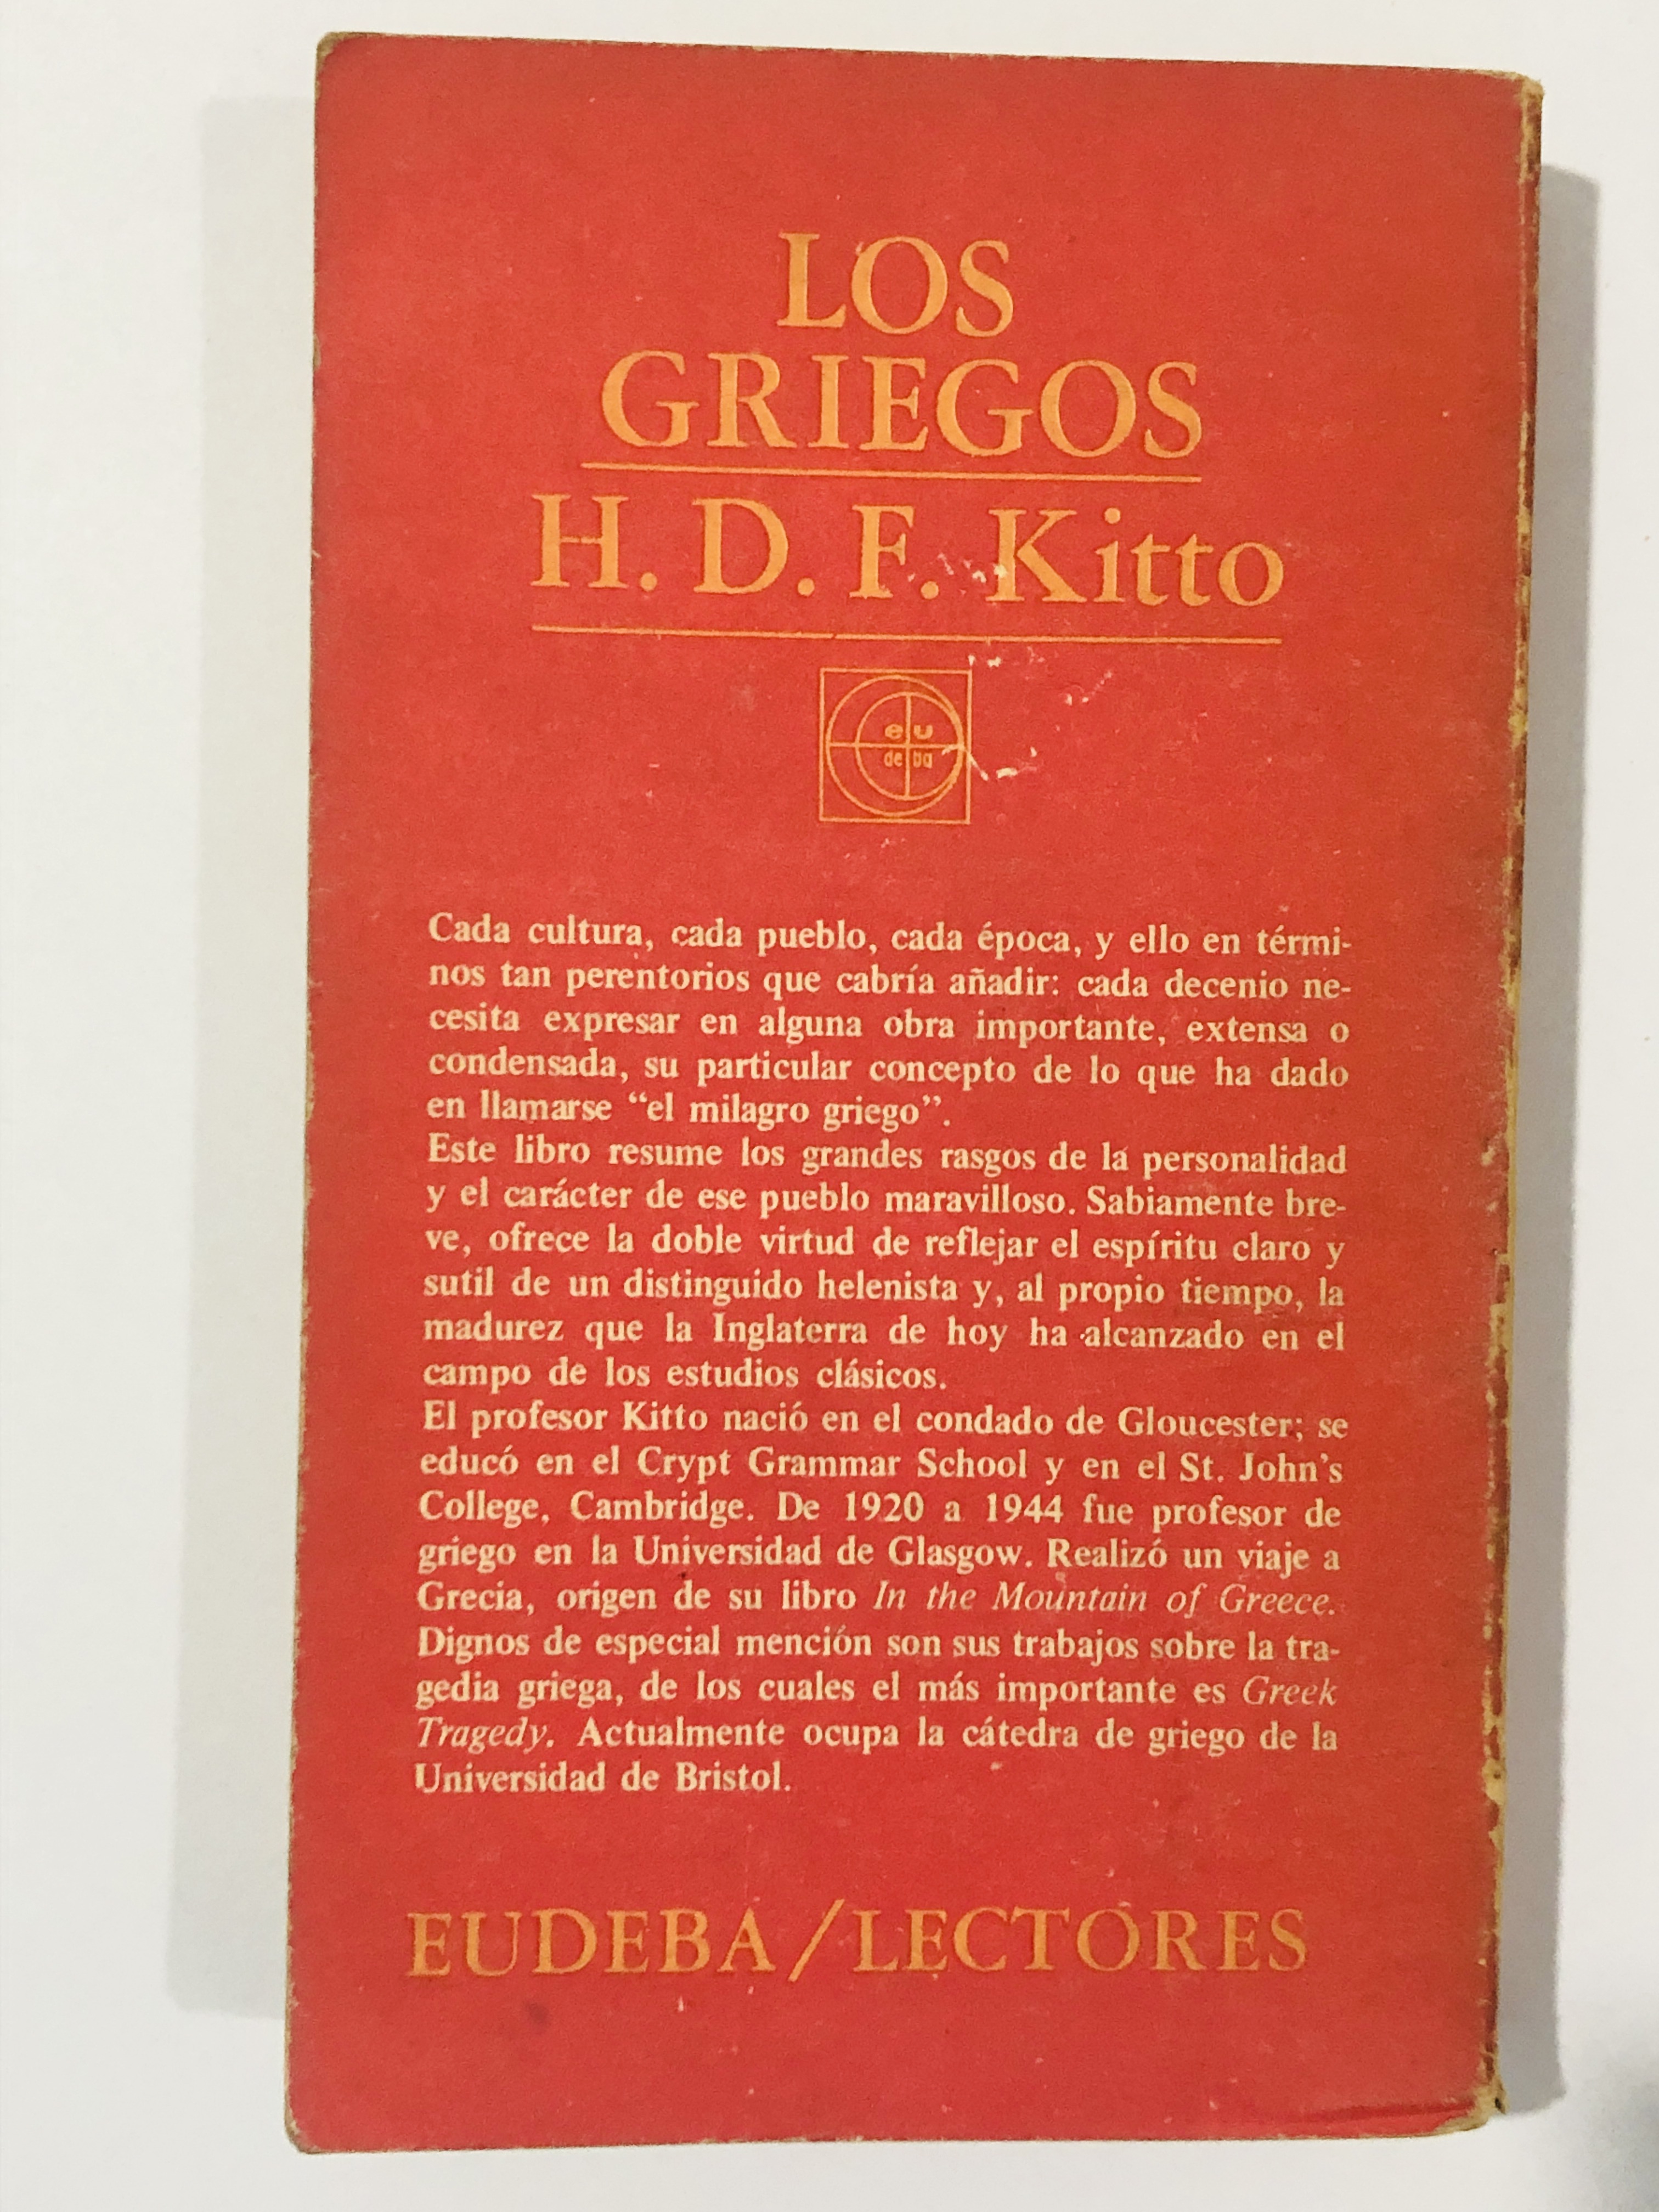 LOS
GRIEGOS
H. D. F. Kitto
eu
de ba
Cada cultura, cada pueblo, cada época, y ello en térmi-
nos tan perentorios que cabría añadir: cada decenio ne-
cesita expresar en alguna obra importante, extensa o
condensada, su particular concepto de lo que ha dado
en llamarse “el milagro griego”.
Este libro resume los grandes rasgos de la personalidad
y el carácter de ese pueblo maravilloso. Sabiamente bre-
ve, ofrece la doble virtud de reflejar el espíritu claro y
sutil de un distinguido helenista y, al propio tiempo, la
madurez que la Inglaterra de hoy ha alcanzado en el
campo de los estudios clásicos.
El profesor Kitto nació en el condado de Gloucester; se
educó en el Crypt Grammar School y en el St. John’s
College, Cambridge. De 1920 a 1944 fue profesor de
griego en la Universidad de Glasgow. Realizó un viaje a
Grecia, origen de su libro In the Mountain of Greece.
Dignos de especial mención son sus trabajos sobre la tra-
gedia griega, de los cuales el más importante es Greek
Tragedy. Actualmente ocupa la cátedra de griego de la
Universidad de Bristol.
EUDEBA/LECTORES